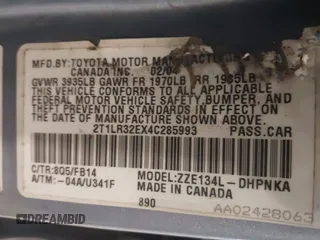 MFD.BY:TOYOTA MOTOR MANUFACTURING
CANADA INC. 02/04
GVWR 3935LB GAWR FR 1970LB RR 1985LB
THIS VEHICLE CONFORMS TO ALL APPLICABLE
FEDERAL MOTOR VEHICLE SAFETY,BUMPER, AND
THEFT PREVENTION STANDARDS IN EFFECT ON
THE DATE OF MANUFACTURE SHOWN ABOVE.
2T1LR32EX4C285993 PASS.CAR
C/TR:8Q5/FB14 MODEL:ZZE134L-DHPNKA
A/TM:-04A/U341F MADE IN CANADA
890 AA02428063
DREAMBID